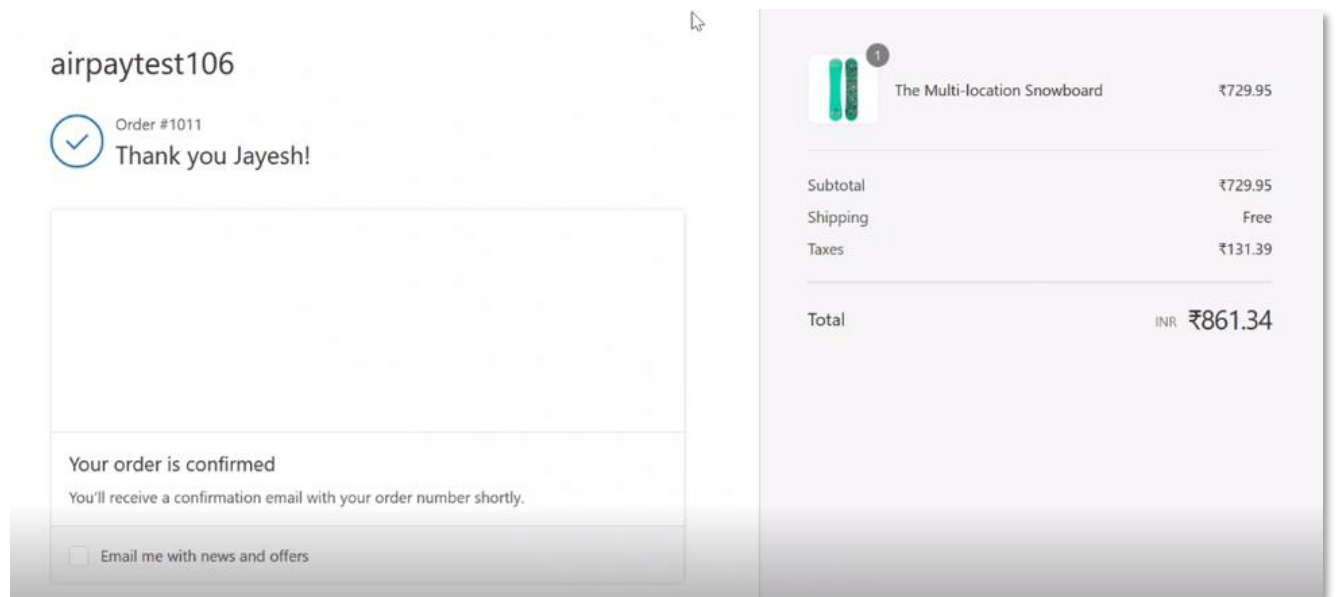 airpaytest106
Order #1011
Thank you Jayesh!
Your order is confirmed
You'll receive a confirmation email with your order number shortly.
Email me with news and offers
1
The Multi-location Snowboard ₹729.95
Subtotal ₹729.95
Shipping Free
Taxes ₹131.39
Total INR ₹861.34